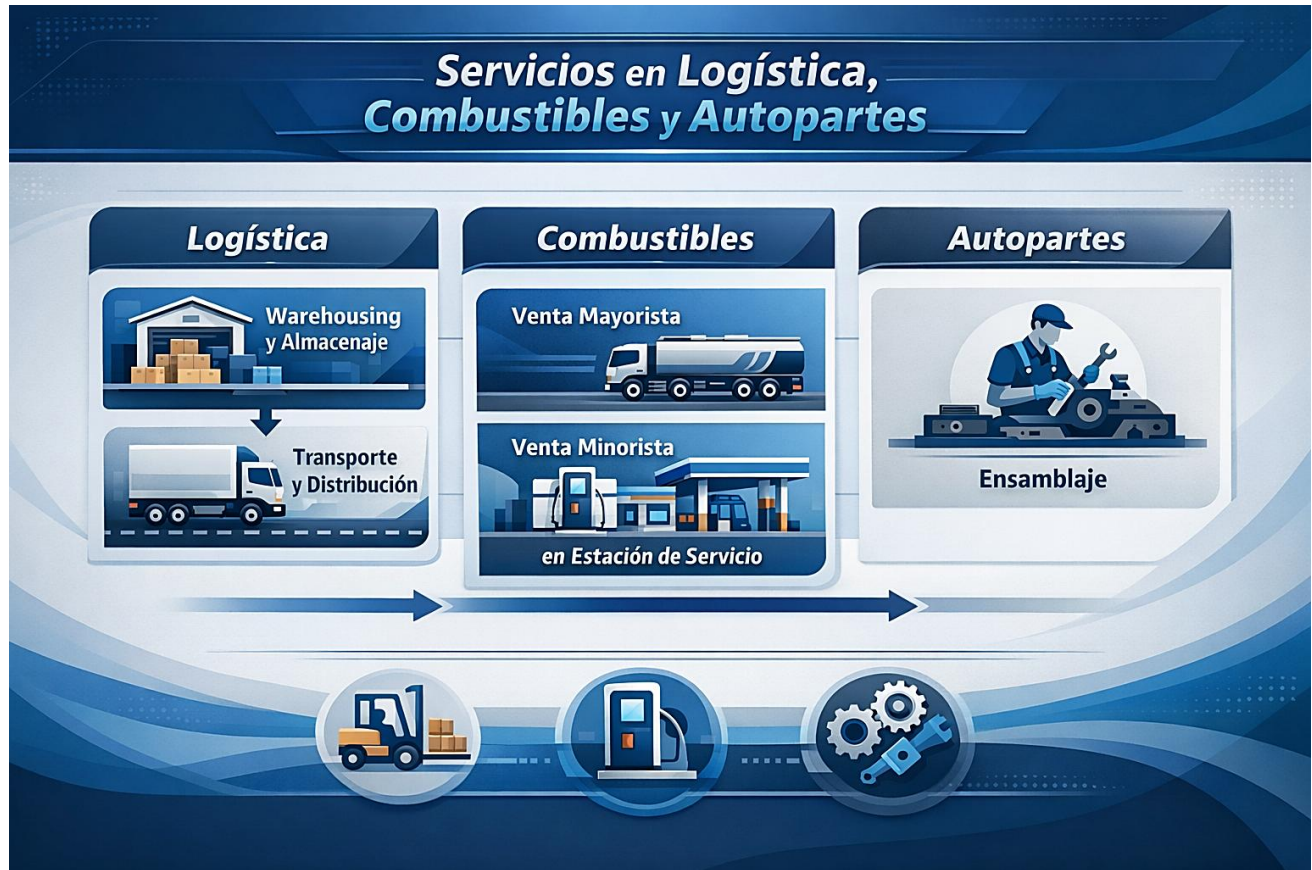 Servicios en Logística,
Combustibles y Autopartes
Logística
Warehousing
y Almacenaje
Transporte
y Distribución
Combustibles
Venta Mayorista
Venta Minorista
en Estación de Servicio
Autopartes
Ensamblaje